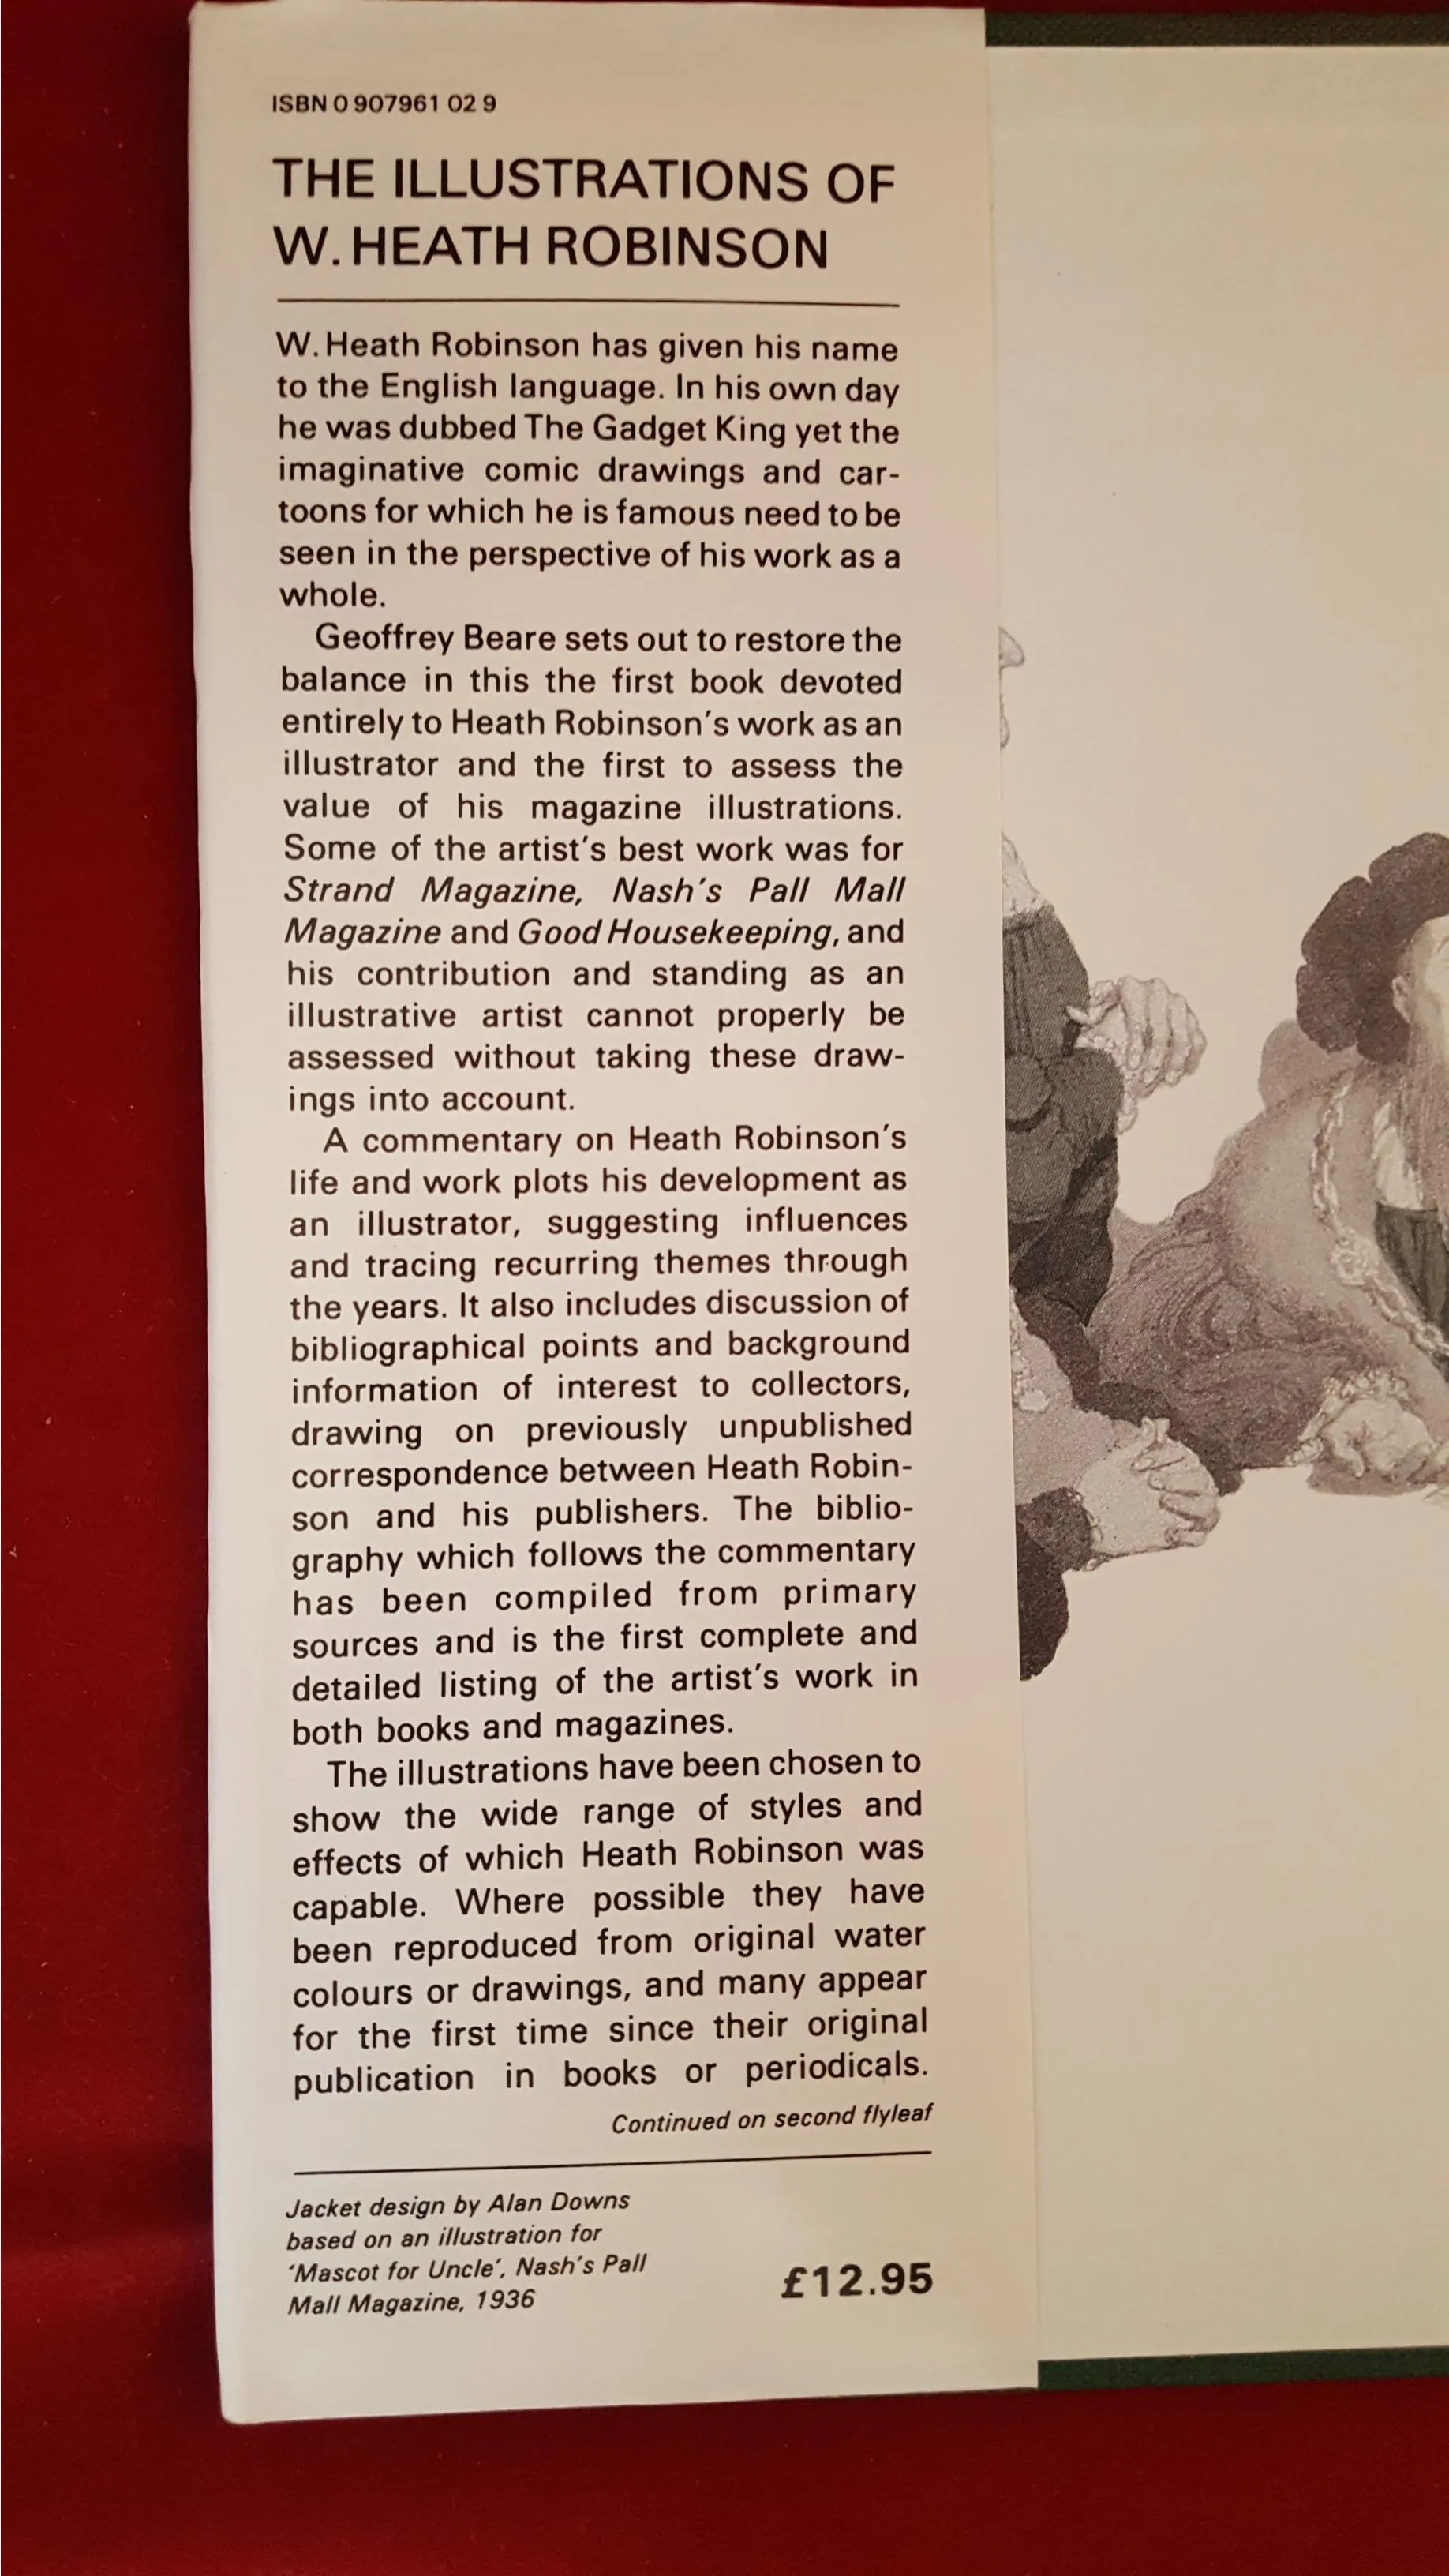 ISBN 0 907961 02 9
THE ILLUSTRATIONS OF
W. HEATH ROBINSON
W. Heath Robinson has given his name
to the English language. In his own day
he was dubbed The Gadget King yet the
imaginative comic drawings and car-
toons for which he is famous need to be
seen in the perspective of his work as a
whole.
Geoffrey Beare sets out to restore the
balance in this the first book devoted
entirely to Heath Robinson's work as an
illustrator and the first to assess the
value of his magazine illustrations.
Some of the artist's best work was for
Strand Magazine, Nash's Pall Mall
Magazine and Good Housekeeping, and
his contribution and standing as an
illustrative artist cannot properly be
assessed without taking these draw-
ings into account.
A commentary on Heath Robinson's
life and work plots his development as
an illustrator, suggesting influences
and tracing recurring themes through
the years. It also includes discussion of
bibliographical points and background
information of interest to collectors,
drawing on previously unpublished
correspondence between Heath Robin-
son and his publishers. The biblio-
graphy which follows the commentary
has been compiled from primary
sources and is the first complete and
detailed listing of the artist's work in
both books and magazines.
The illustrations have been chosen to
show the wide range of styles and
effects of which Heath Robinson was
capable. Where possible they have
been reproduced from original water
colours or drawings, and many appear
for the first time since their original
publication in books or periodicals.
Continued on second flyleaf
Jacket design by Alan Downs
based on an illustration for
'Mascot for Uncle', Nash's Pall
Mall Magazine, 1936
£12.95